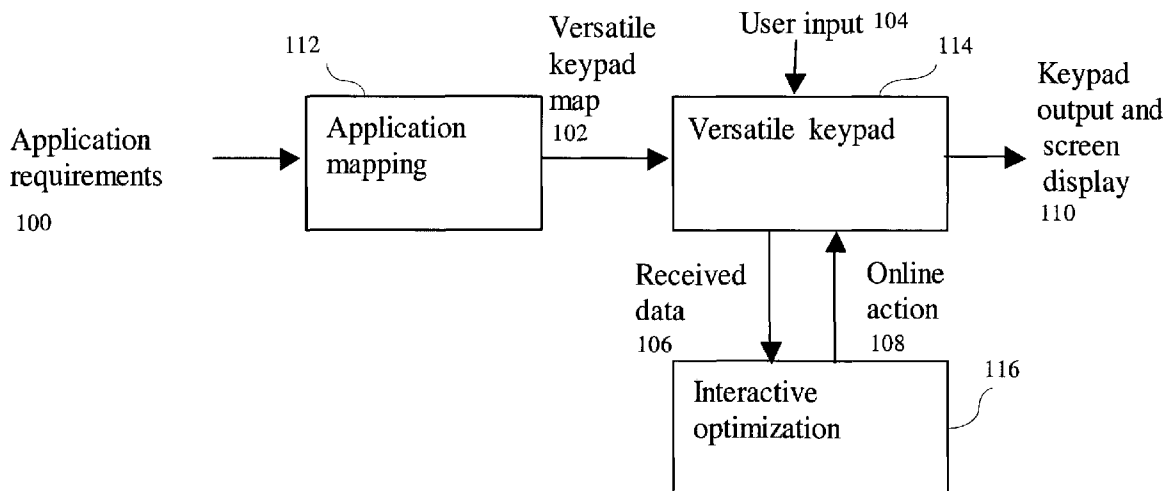 Application
requirements
100
112
Application
mapping
Versatile
keypad
map
102
User input 104
114
Versatile keypad
Keypad
output and
screen
display
110
Received
data
106
Online
action
108
116
Interactive
optimization